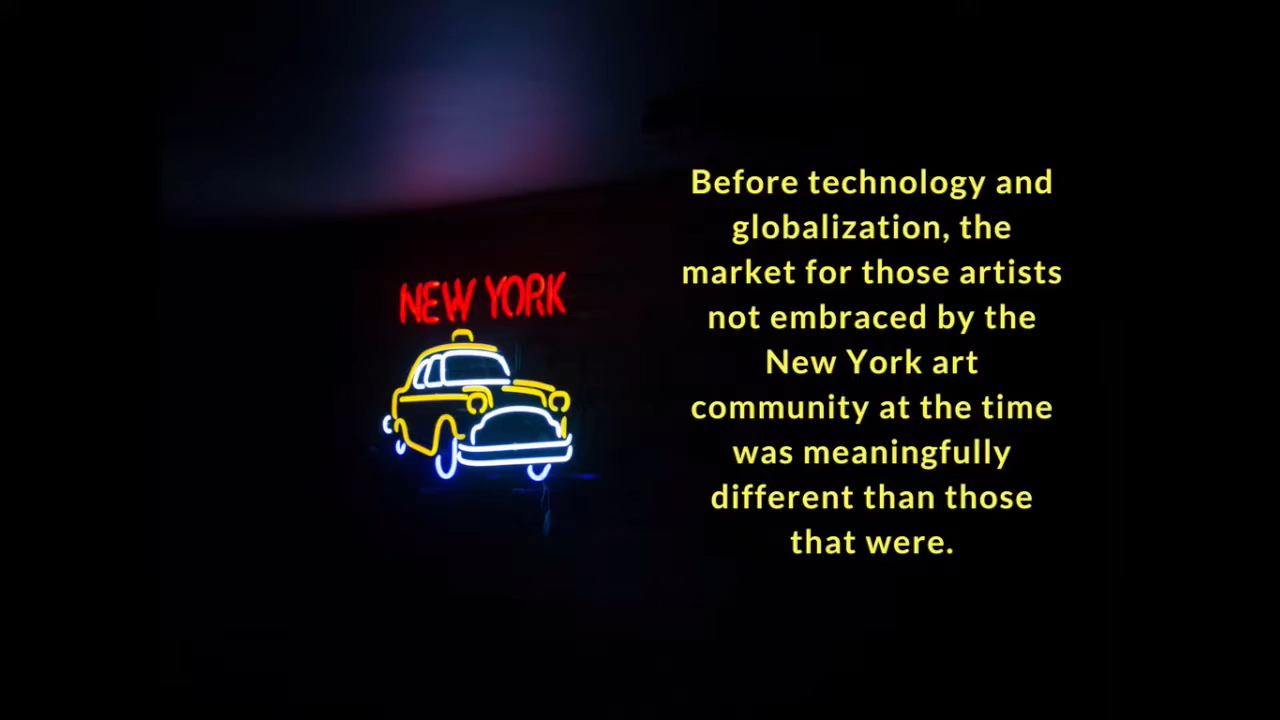 NEW YORK
Before technology and
globalization, the
market for those artists
not embraced by the
New York art
community at the time
was meaningfully
different than those
that were.